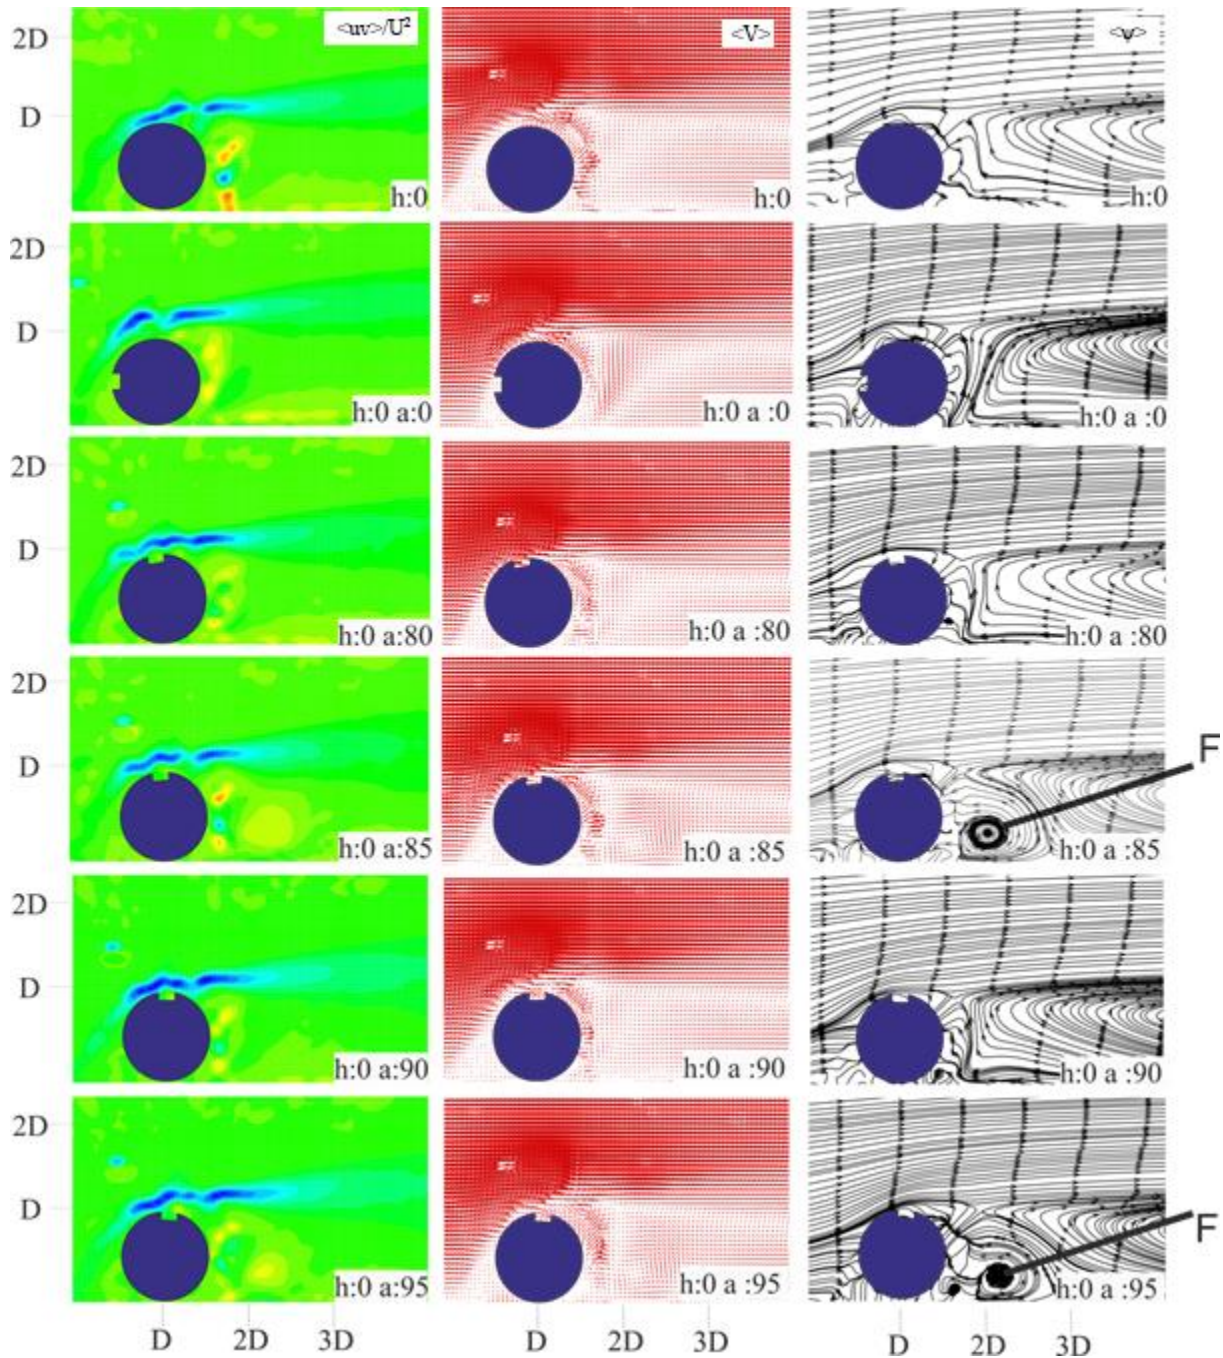 <uv>/U² <V> <ψ>
2D
D
h:0 h:0 h:0
2D
D
h:0 a:0 h:0 a :0 h:0 a :0
2D
D
h:0 a:80 h:0 a :80 h:0 a :80
2D
D
F
h:0 a:85 h:0 a :85 h:0 a :85
2D
D
h:0 a:90 h:0 a :90 h:0 a :90
2D
D
F
h:0 a:95 h:0 a :95 h:0 a :95
D 2D 3D D 2D 3D D 2D 3D